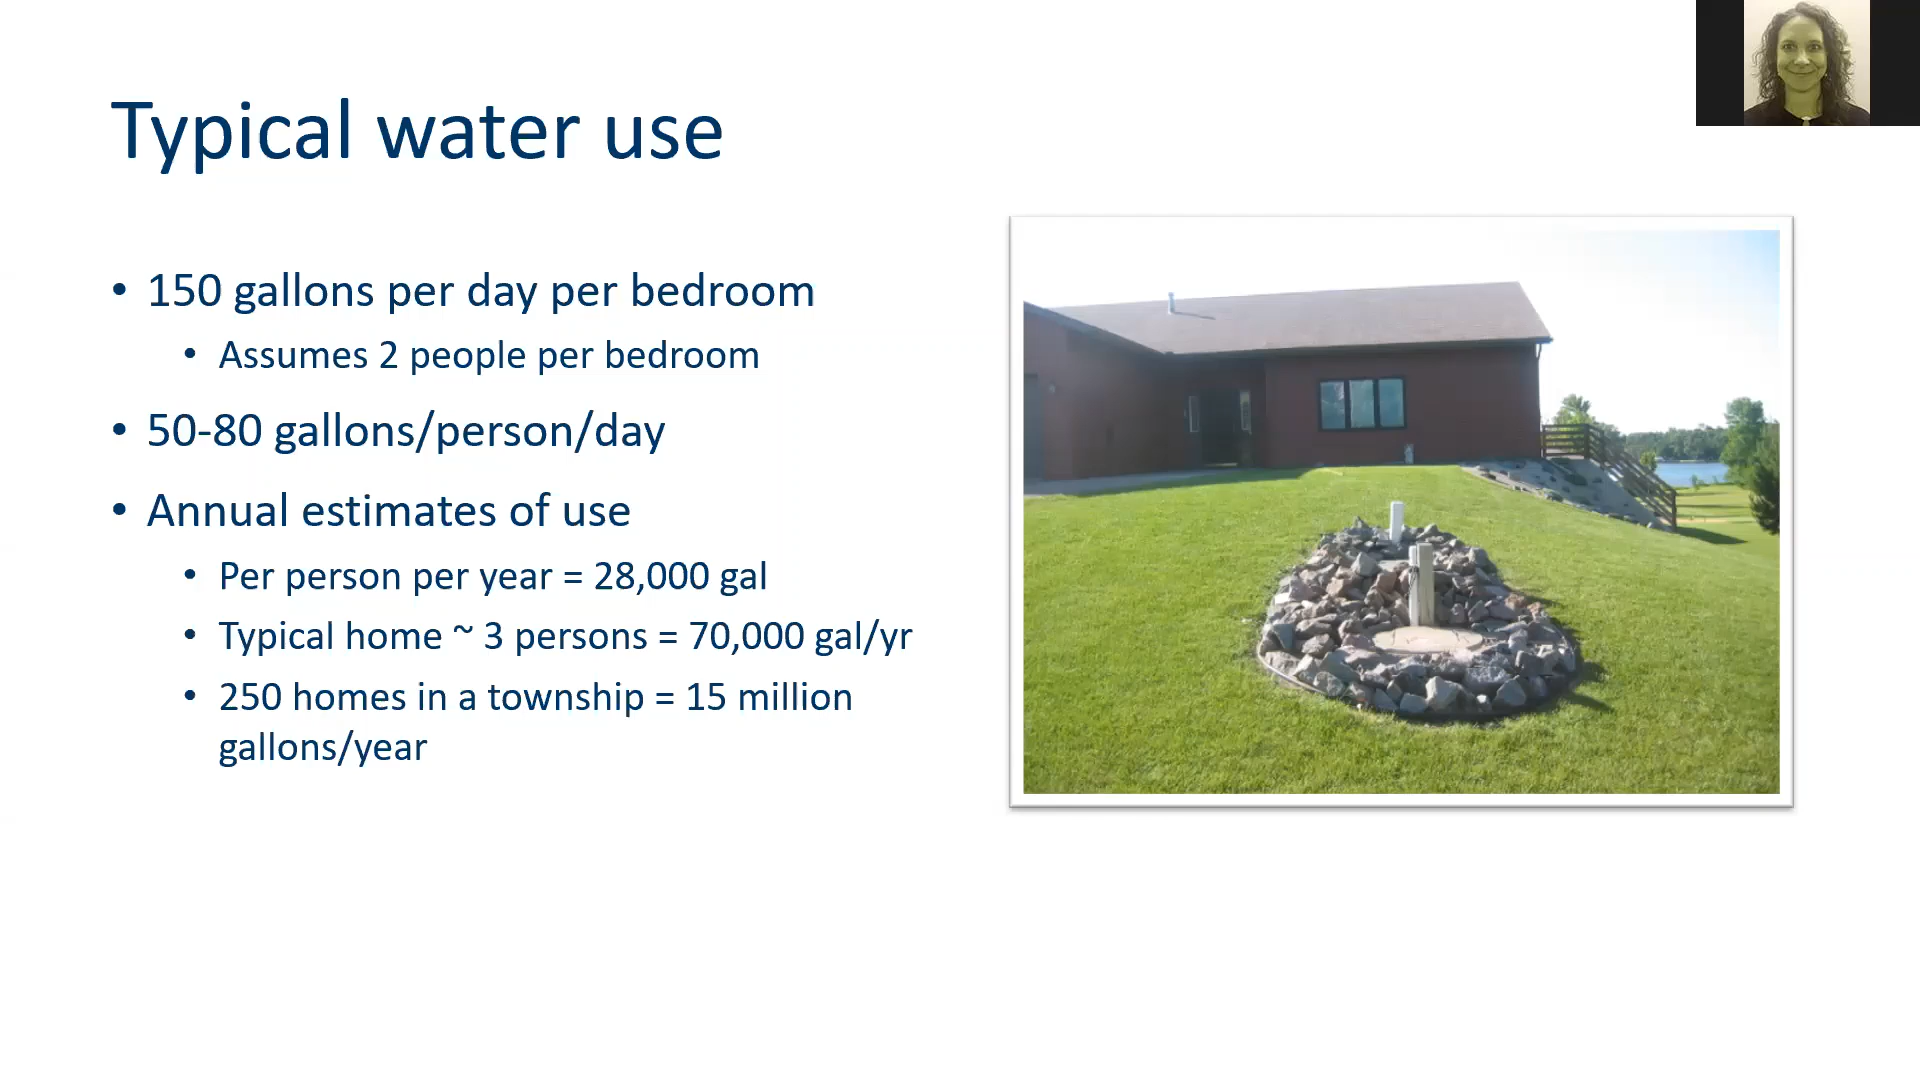 Typical water use
• 150 gallons per day per bedroom
• Assumes 2 people per bedroom
• 50-80 gallons/person/day
• Annual estimates of use
• Per person per year = 28,000 gal
• Typical home ~ 3 persons = 70,000 gal/yr
• 250 homes in a township = 15 million
gallons/year